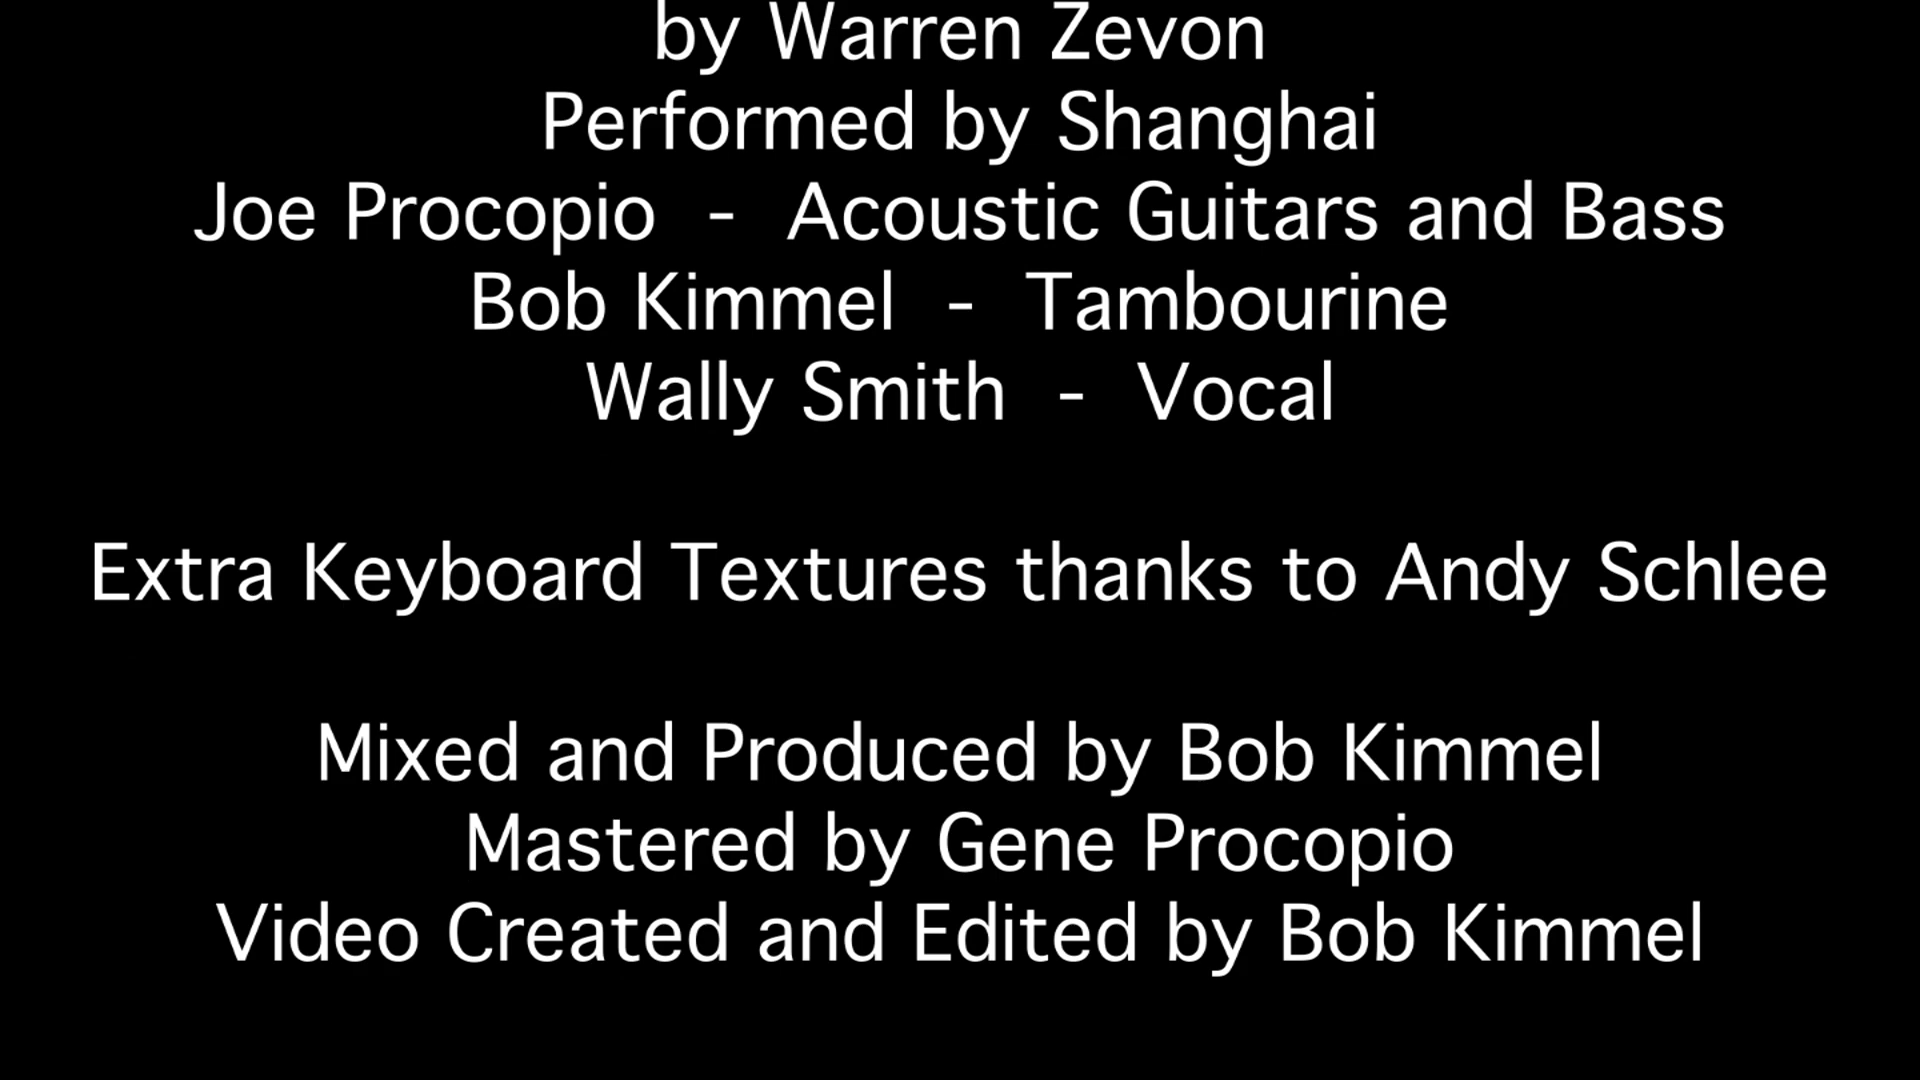 by Warren Zevon
Performed by Shanghai
Joe Procopio - Acoustic Guitars and Bass
Bob Kimmel - Tambourine
Wally Smith - Vocal
Extra Keyboard Textures thanks to Andy Schlee
Mixed and Produced by Bob Kimmel
Mastered by Gene Procopio
Video Created and Edited by Bob Kimmel